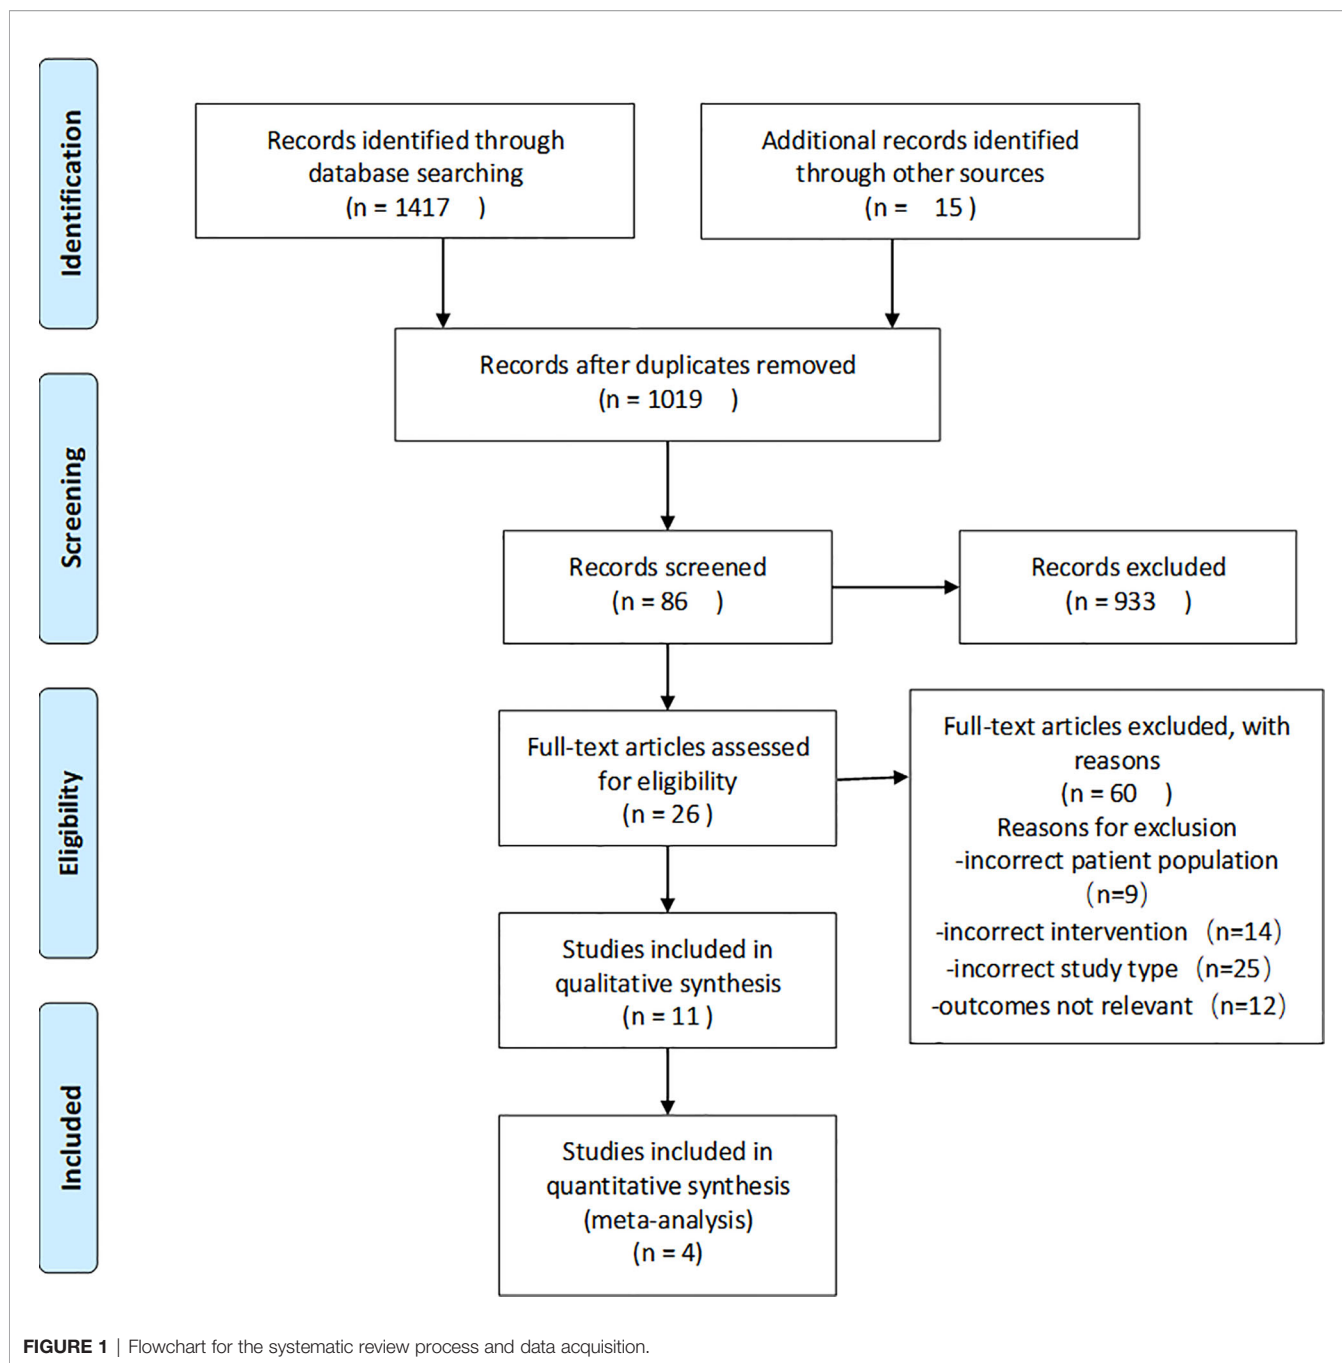 Identification
Records identified through
database searching
(n = 1417    )
Additional records identified
through other sources
(n =    15 )
Records after duplicates removed
(n = 1019    )
Screening
Records screened
(n = 86    )
Records excluded
(n = 933    )
Eligibility
Full-text articles assessed
for eligibility
(n = 26 )
Full-text articles excluded, with
reasons
(n = 60    )
Reasons for exclusion
-incorrect patient population
(n=9)
-incorrect intervention (n=14)
-incorrect study type (n=25)
-outcomes not relevant (n=12)
Studies included in
qualitative synthesis
(n = 11 )
Included
Studies included in
quantitative synthesis
(meta-analysis)
(n = 4)
FIGURE 1 | Flowchart for the systematic review process and data acquisition.